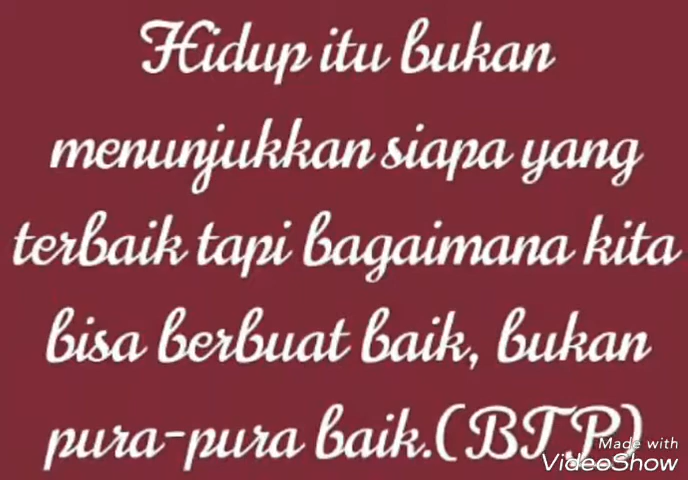 Hidup itu bukan
menunjukkan siapa yang
terbaik tapi bagaimana kita
bisa berbuat baik, bukan
pura-pura baik.(BTP)
Made with
VideoShow